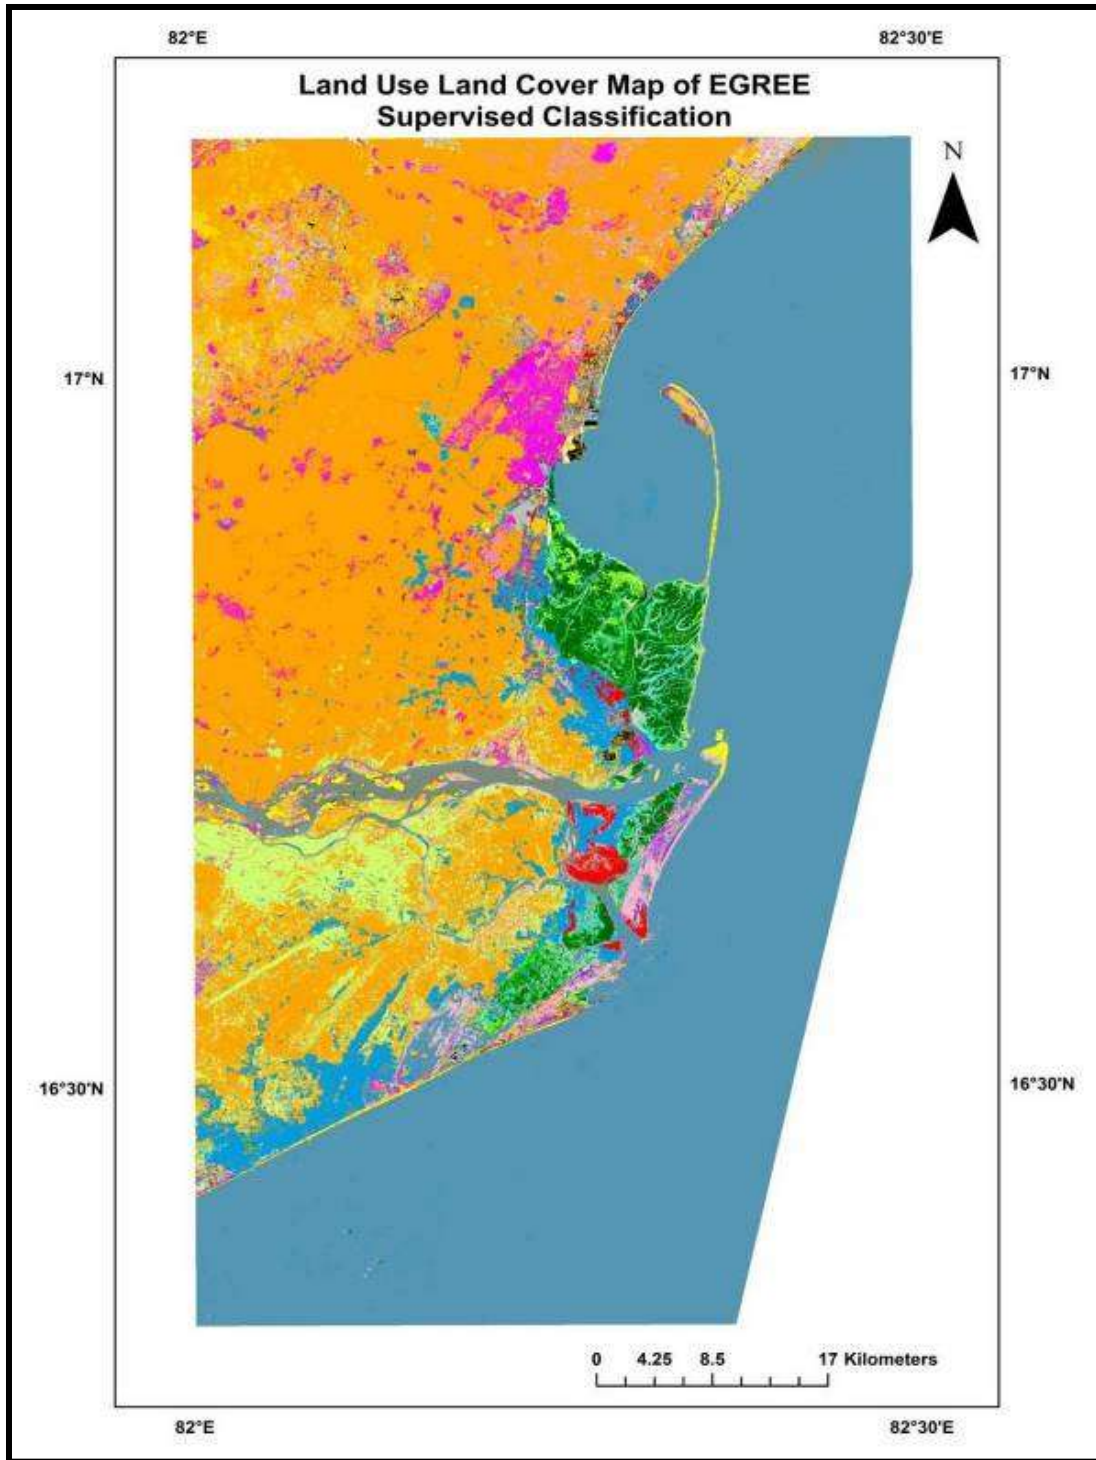 82°E 82°30'E
Land Use Land Cover Map of EGREE
Supervised Classification
N
17°N 17°N
16°30'N 16°30'N
0 4.25 8.5 17 Kilometers
82°E 82°30'E